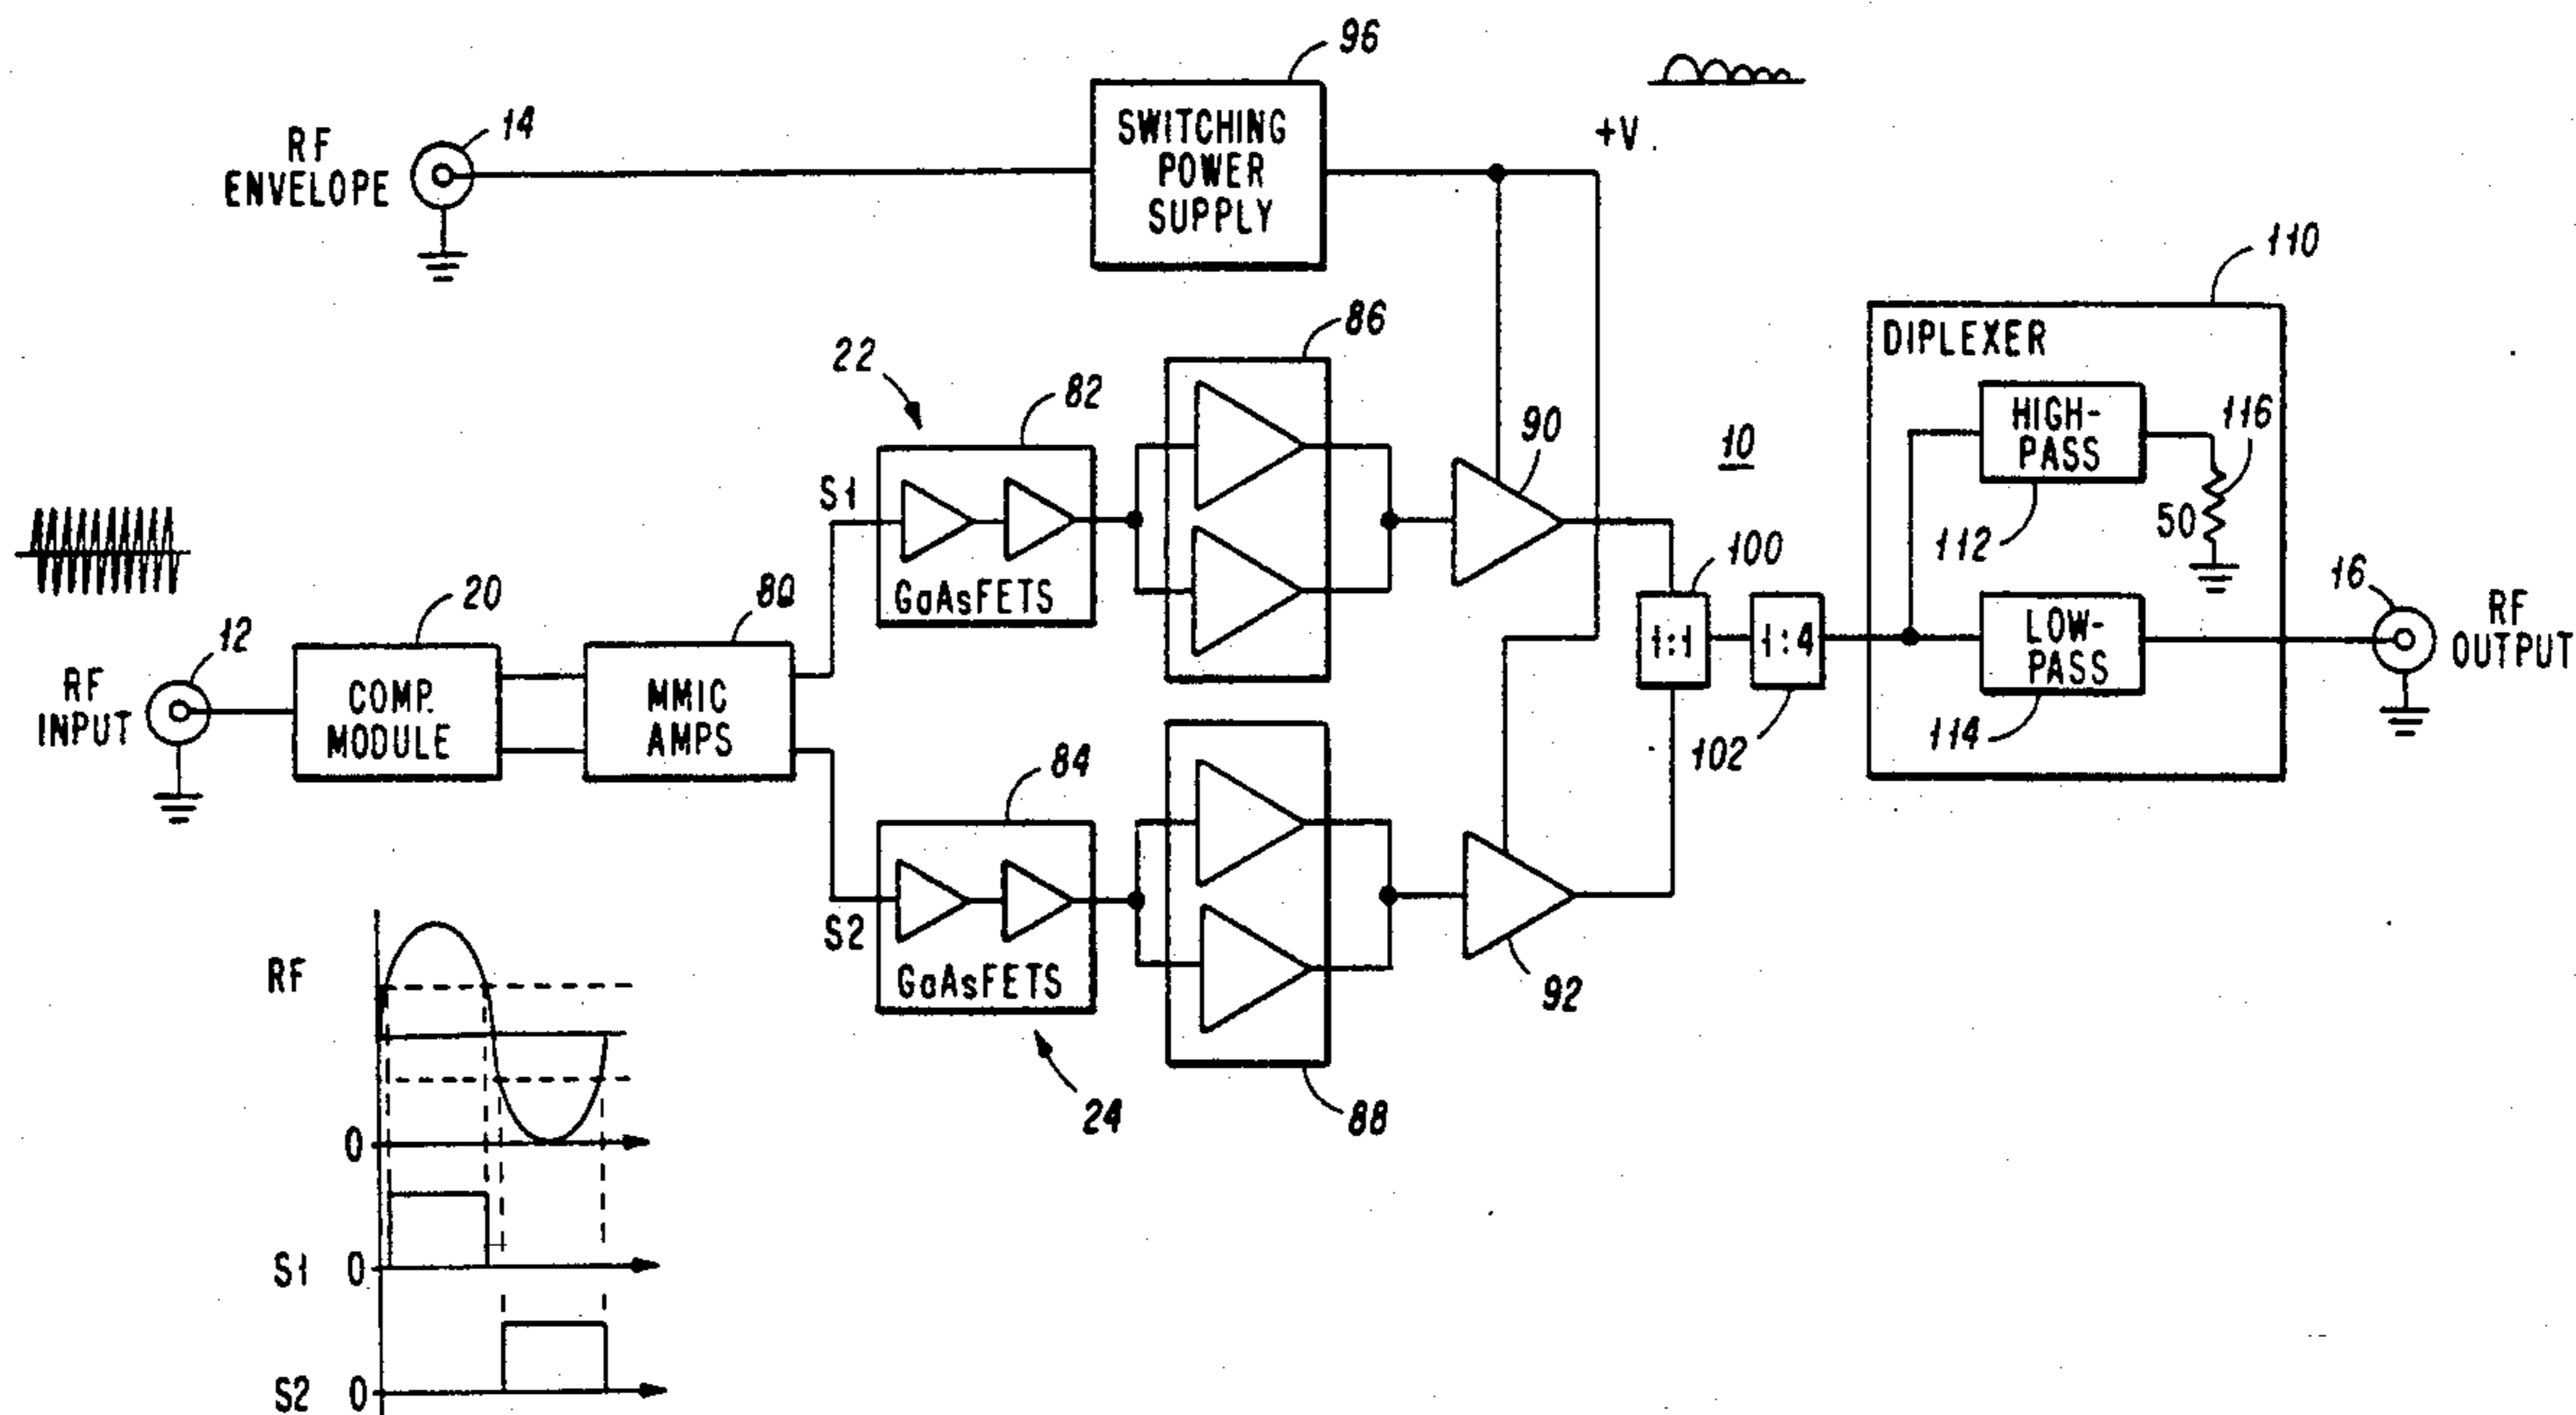 96
14
RF
ENVELOPE
SWITCHING
POWER
SUPPLY
+V
110
DIPLEXER
86
22
82
HIGH-
PASS
116
90
10
S1
50
112
100
GaAsFETS
16
RF
OUTPUT
20
80
12
1:1
1:4
LOW-
PASS
RF
INPUT
COMP.
MODULE
MMIC
AMPS
114
102
84
S2
GaAsFETS
92
RF
24
88
0
S1 0
S2 0